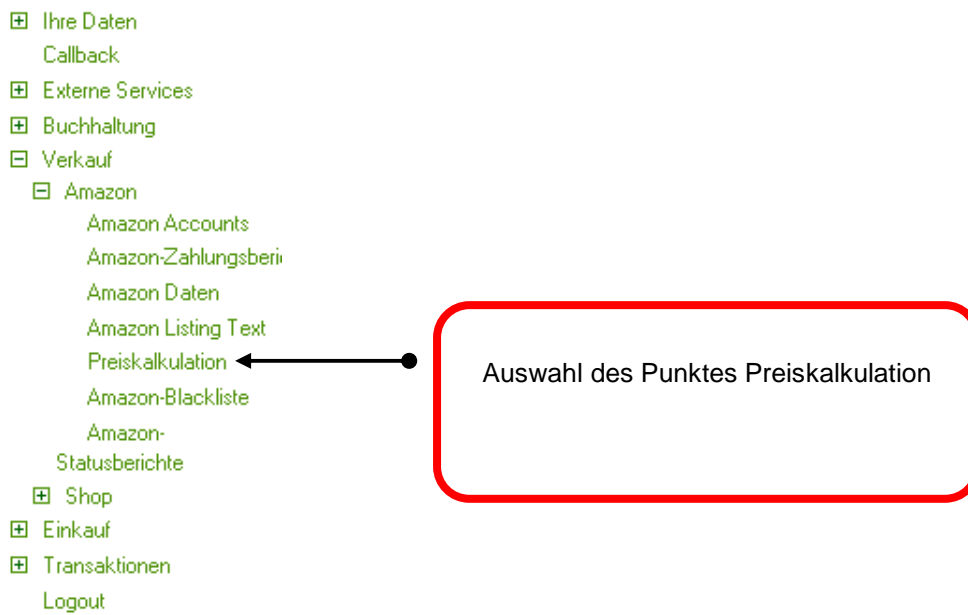 Ihre Daten
Callback
Externe Services
Buchhaltung
Verkauf
Amazon
Amazon Accounts
Amazon-Zahlungsberi
Amazon Daten
Amazon Listing Text
Preiskalkulation
Auswahl des Punktes Preiskalkulation
Amazon-Blackliste
Amazon-
Statusberichte
Shop
Einkauf
Transaktionen
Logout